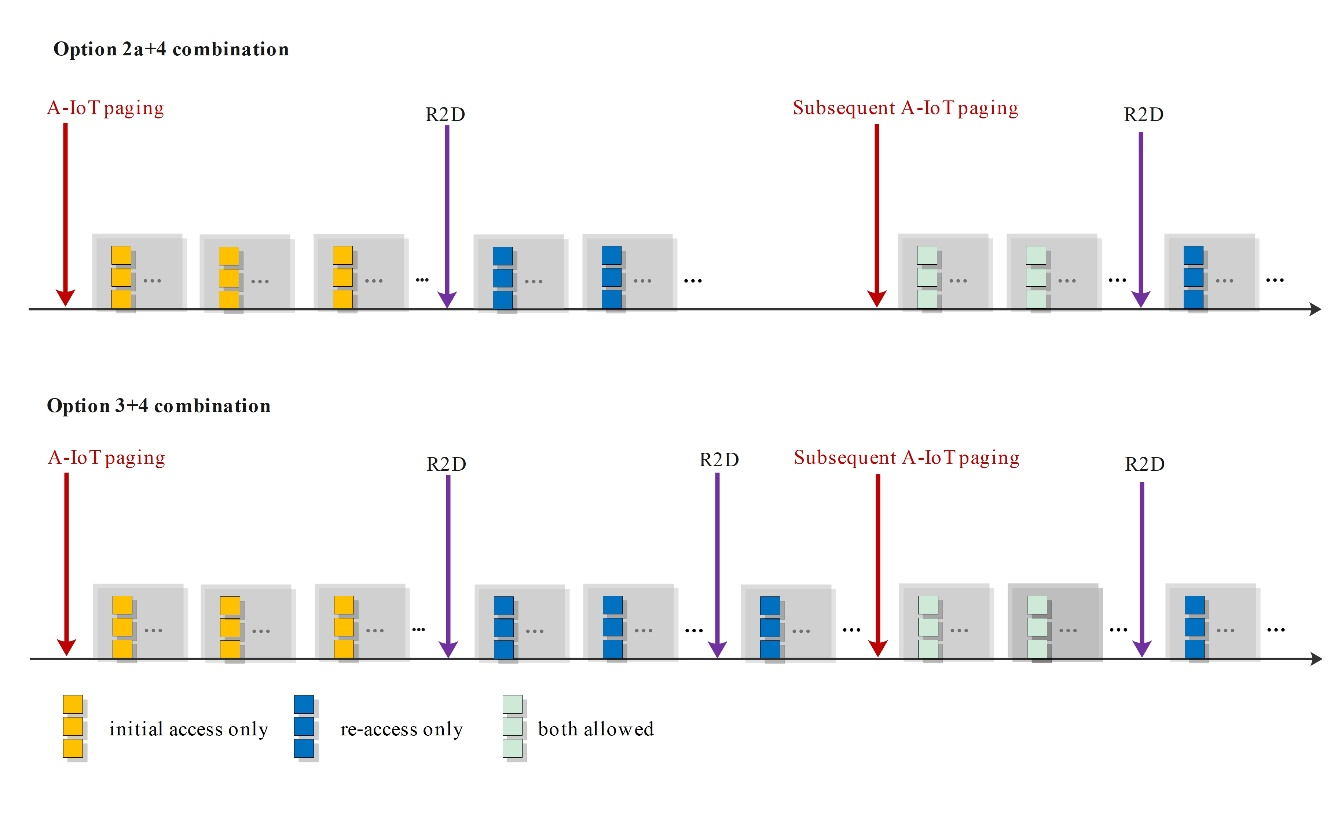 Option 2a+4 combination
A-IoT paging
R2D
Subsequent A-IoT paging
R2D
... ... ... ... ... ... ... ... ... ... ... ...
Option 3+4 combination
A-IoT paging
R2D
R2D
Subsequent A-IoT paging
R2D
... ... ... ... ... ... ... ... ... ... ... ... ... ...
initial access only
re-access only
both allowed